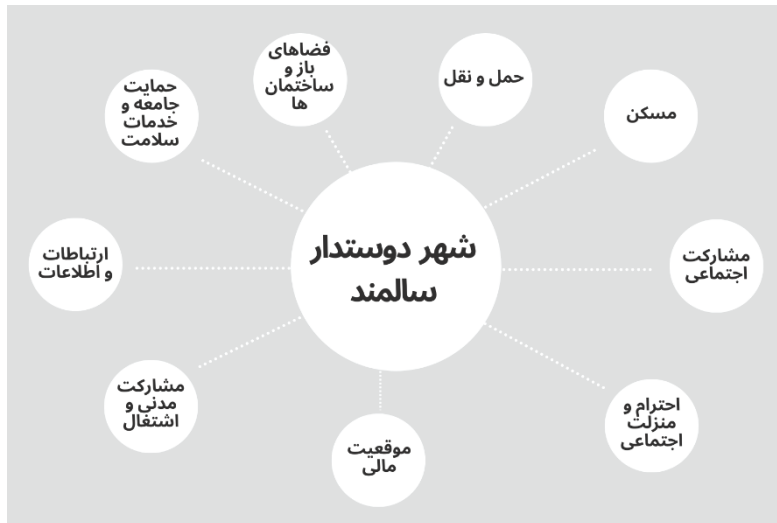 فضاهای
باز و
ساختمان
ها
حمل و نقل
مسکن
حمایت
جامعه و
خدمات
سلامت
شهر دوستدار
سالمند
مشارکت
اجتماعی
ارتباطات
و اطلاعات
احترام و
منزلت
اجتماعی
مشارکت
مدنی و
اشتغال
موقعیت
مالی